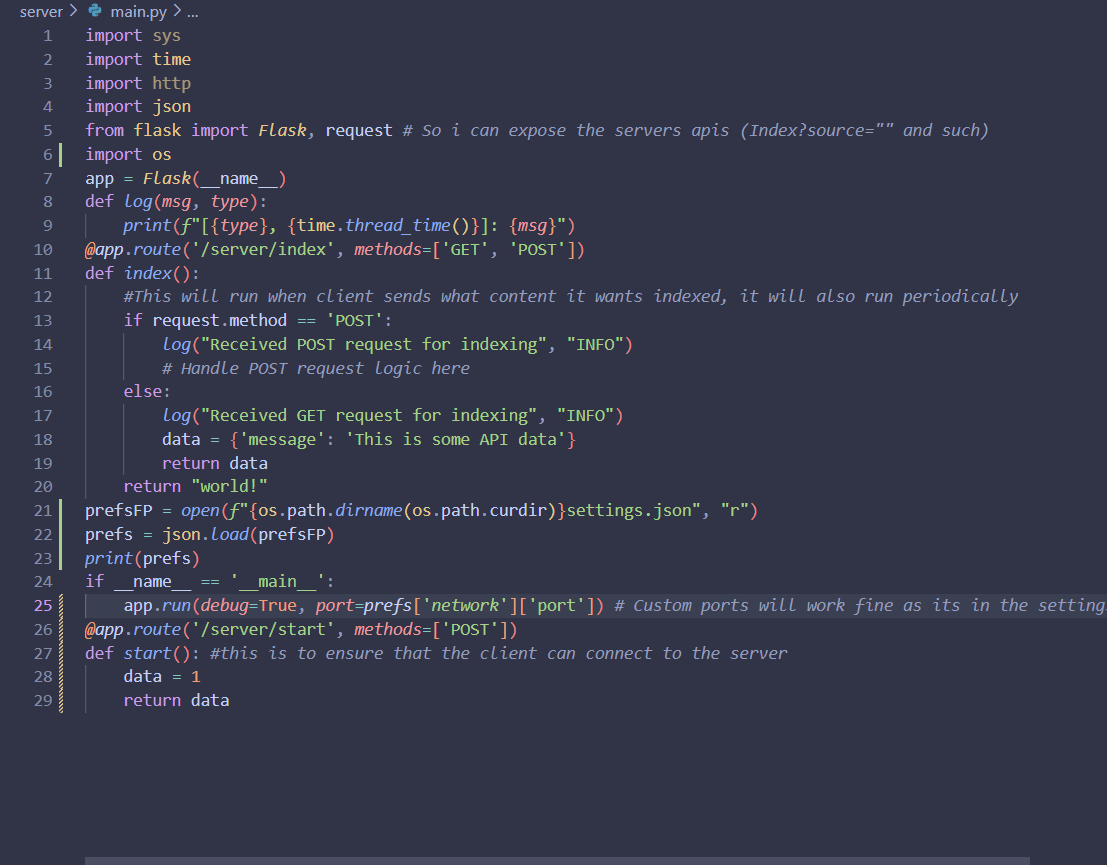 server > main.py > ...
1 import sys
2 import time
3 import http
4 import json
5 from flask import Flask, request # So i can expose the servers apis (Index?source="" and such)
6 import os
7 app = Flask(__name__)
8 def log(msg, type):
9     print(f"[{type}, {time.thread_time()}]: {msg}")
10 @app.route('/server/index', methods=['GET', 'POST'])
11 def index():
12     #This will run when client sends what content it wants indexed, it will also run periodically
13     if request.method == 'POST':
14         log("Received POST request for indexing", "INFO")
15         # Handle POST request logic here
16     else:
17         log("Received GET request for indexing", "INFO")
18         data = {'message': 'This is some API data'}
19         return data
20     return "world!"
21 prefsFP = open(f"{os.path.dirname(os.path.curdir)}settings.json", "r")
22 prefs = json.load(prefsFP)
23 print(prefs)
24 if __name__ == '__main__':
25     app.run(debug=True, port=prefs['network']['port']) # Custom ports will work fine as its in the setting
26 @app.route('/server/start', methods=['POST'])
27 def start(): #this is to ensure that the client can connect to the server
28     data = 1
29     return data